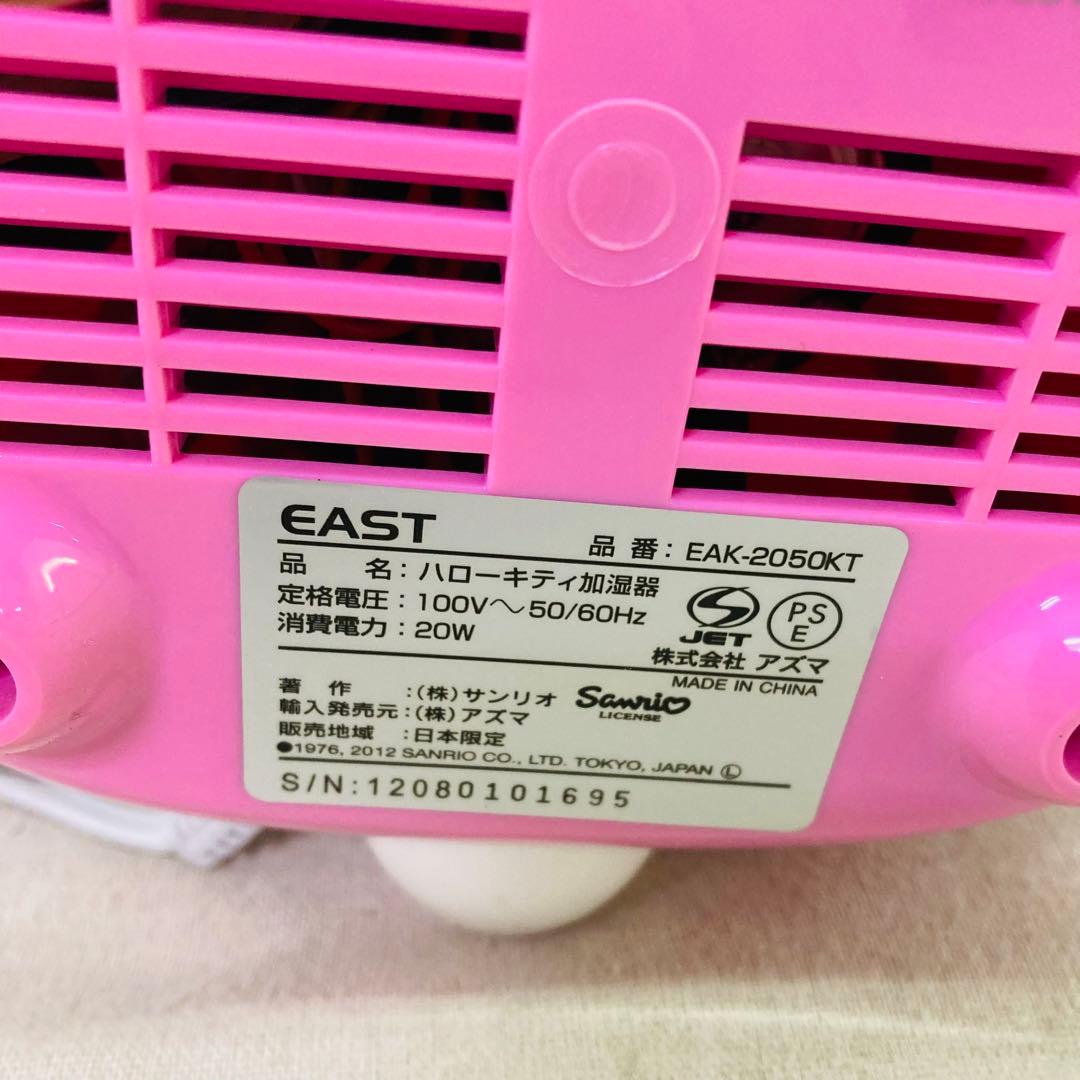 EAST
品 番：EAK-2050KT
品 名：ハローキティ加湿器
定格電圧：100V～50/60Hz
消費電力：20W
JET
PS
E
株式会社 アズマ
MADE IN CHINA
著 作 ：(株)サンリオ
Sanrio
LICENSE
輸入発売元：(株)アズマ
販売地域 ：日本限定
●1976, 2012 SANRIO CO., LTD. TOKYO, JAPAN Ⓛ
S/N:12080101695